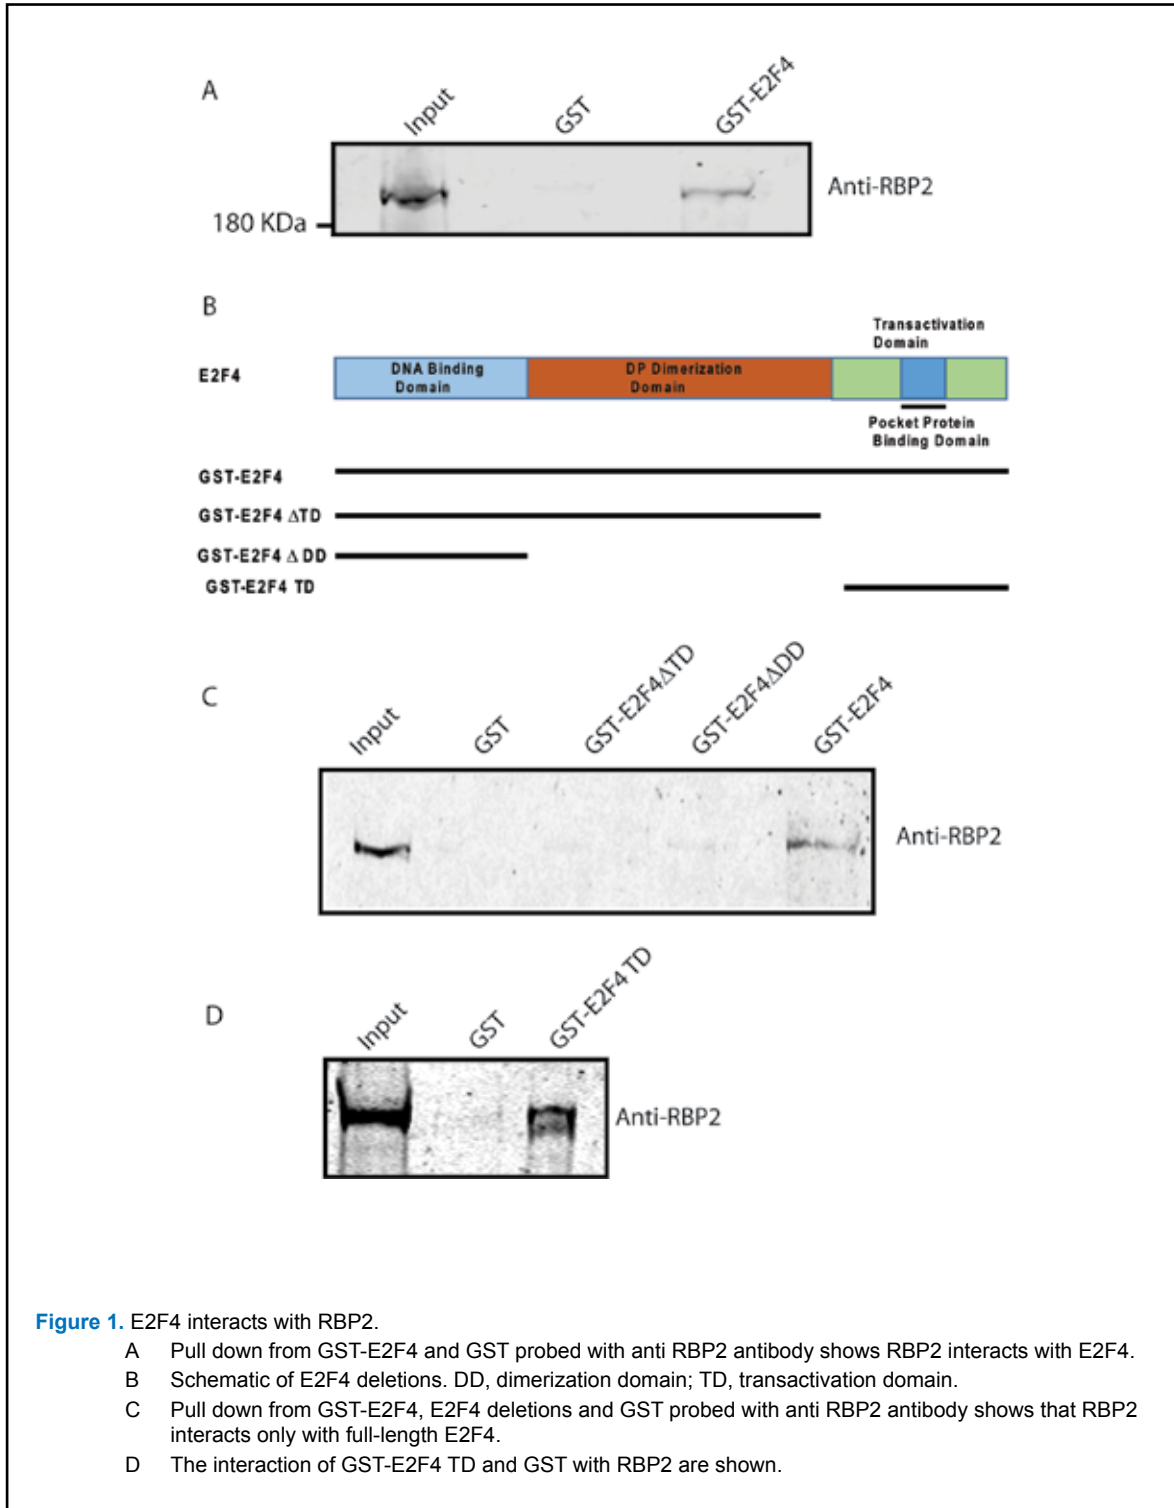 A
Input
GST
GST-E2F4
Anti-RBP2
180 KDa
B
Transactivation
Domain
E2F4
DNA Binding
Domain
DP Dimerization
Domain
Pocket Protein
Binding Domain
GST-E2F4
GST-E2F4 ΔTD
GST-E2F4 Δ DD
GST-E2F4 TD
C
Input
GST
GST-E2F4ΔTD
GST-E2F4ΔDD
GST-E2F4
Anti-RBP2
D
Input
GST
GST-E2F4 TD
Anti-RBP2
Figure 1. E2F4 interacts with RBP2.
A Pull down from GST-E2F4 and GST probed with anti RBP2 antibody shows RBP2 interacts with E2F4.
B Schematic of E2F4 deletions. DD, dimerization domain; TD, transactivation domain.
C Pull down from GST-E2F4, E2F4 deletions and GST probed with anti RBP2 antibody shows that RBP2
interacts only with full-length E2F4.
D The interaction of GST-E2F4 TD and GST with RBP2 are shown.